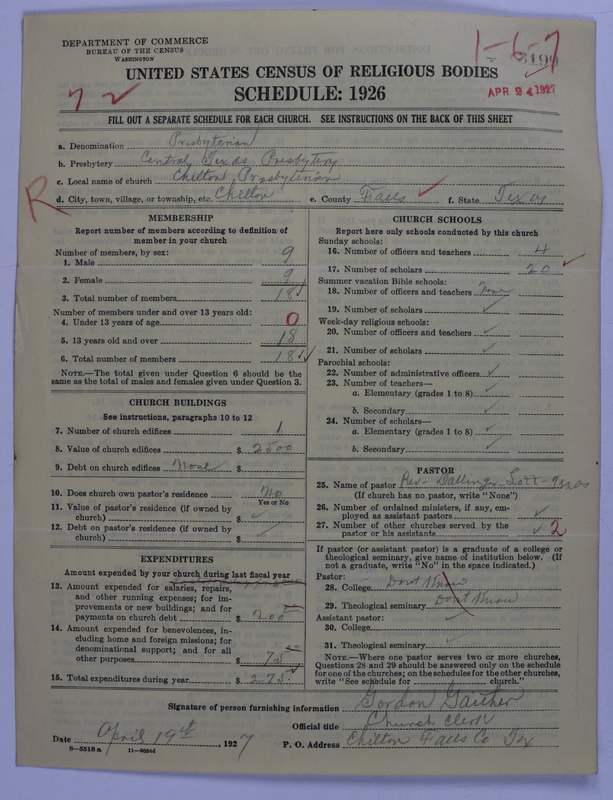 DEPARTMENT OF COMMERCE
BUREAU OF THE CENSUS
WASHINGTON
1-6-7
3199
APR 24 1927
UNITED STATES CENSUS OF RELIGIOUS BODIES
72
SCHEDULE: 1926
FILL OUT A SEPARATE SCHEDULE FOR EACH CHURCH. SEE INSTRUCTIONS ON THE BACK OF THIS SHEET
a. Denomination Presbyterian
b. Presbytery Central Texas Presbytery
c. Local name of church Chilton Presbyterian
R
d. City, town, village, or township, etc. Chilton e. County Falls f. State Texas
MEMBERSHIP
Report number of members according to definition of
member in your church
Number of members, by sex:
1. Male 9
2. Female 9
3. Total number of members 18
Number of members under and over 13 years old:
4. Under 13 years of age 0
5. 13 years old and over 18
6. Total number of members 18
NOTE.—The total given under Question 6 should be
same as the total of males and females given under Question 3.
CHURCH BUILDINGS
See instructions, paragraphs 10 to 12
7. Number of church edifices 1
8. Value of church edifices $ 2500
9. Debt on church edifices None $
10. Does church own pastor's residence No
Yes or No
11. Value of pastor's residence (if owned by
church) $
12. Debt on pastor's residence (if owned by
church) $
EXPENDITURES
Amount expended by your church during last fiscal year
13. Amount expended for salaries, repairs,
and other running expenses; for im-
provements or new buildings; and for
payments on church debt $ 200
14. Amount expended for benevolences, in-
cluding home and foreign missions; for
denominational support; and for all
other purposes $ 75
15. Total expenditures during year $ 275
CHURCH SCHOOLS
Report here only schools conducted by this church
Sunday schools:
16. Number of officers and teachers 4
17. Number of scholars 20
Summer vacation Bible schools:
18. Number of officers and teachers None
19. Number of scholars
Week-day religious schools:
20. Number of officers and teachers
21. Number of scholars
Parochial schools:
22. Number of administrative officers
23. Number of teachers—
a. Elementary (grades 1 to 8)
b. Secondary
24. Number of scholars—
a. Elementary (grades 1 to 8)
b. Secondary
PASTOR
25. Name of pastor Rev- Dallinger Lott-Texas
(If church has no pastor, write "None")
26. Number of ordained ministers, if any, em-
ployed as assistant pastors
27. Number of other churches served by the
pastor or his assistants 2
If pastor (or assistant pastor) is a graduate of a college or
theological seminary, give name of institution below. (If
not a graduate, write "No" in the space indicated.)
Pastor:
28. College Dont Know
29. Theological seminary Dont Know
Assistant pastor:
30. College
31. Theological seminary
NOTE.—Where one pastor serves two or more churches,
Questions 28 and 29 should be answered only on the schedule
for one of the churches; on the schedules for the other churches,
write "See schedule for church."
Signature of person furnishing information Gordon Gaither
Official title Church Clerk
Date April 19th, 1927 P. O. Address Chilton Falls Co Tex
8—5518a 11—9684d